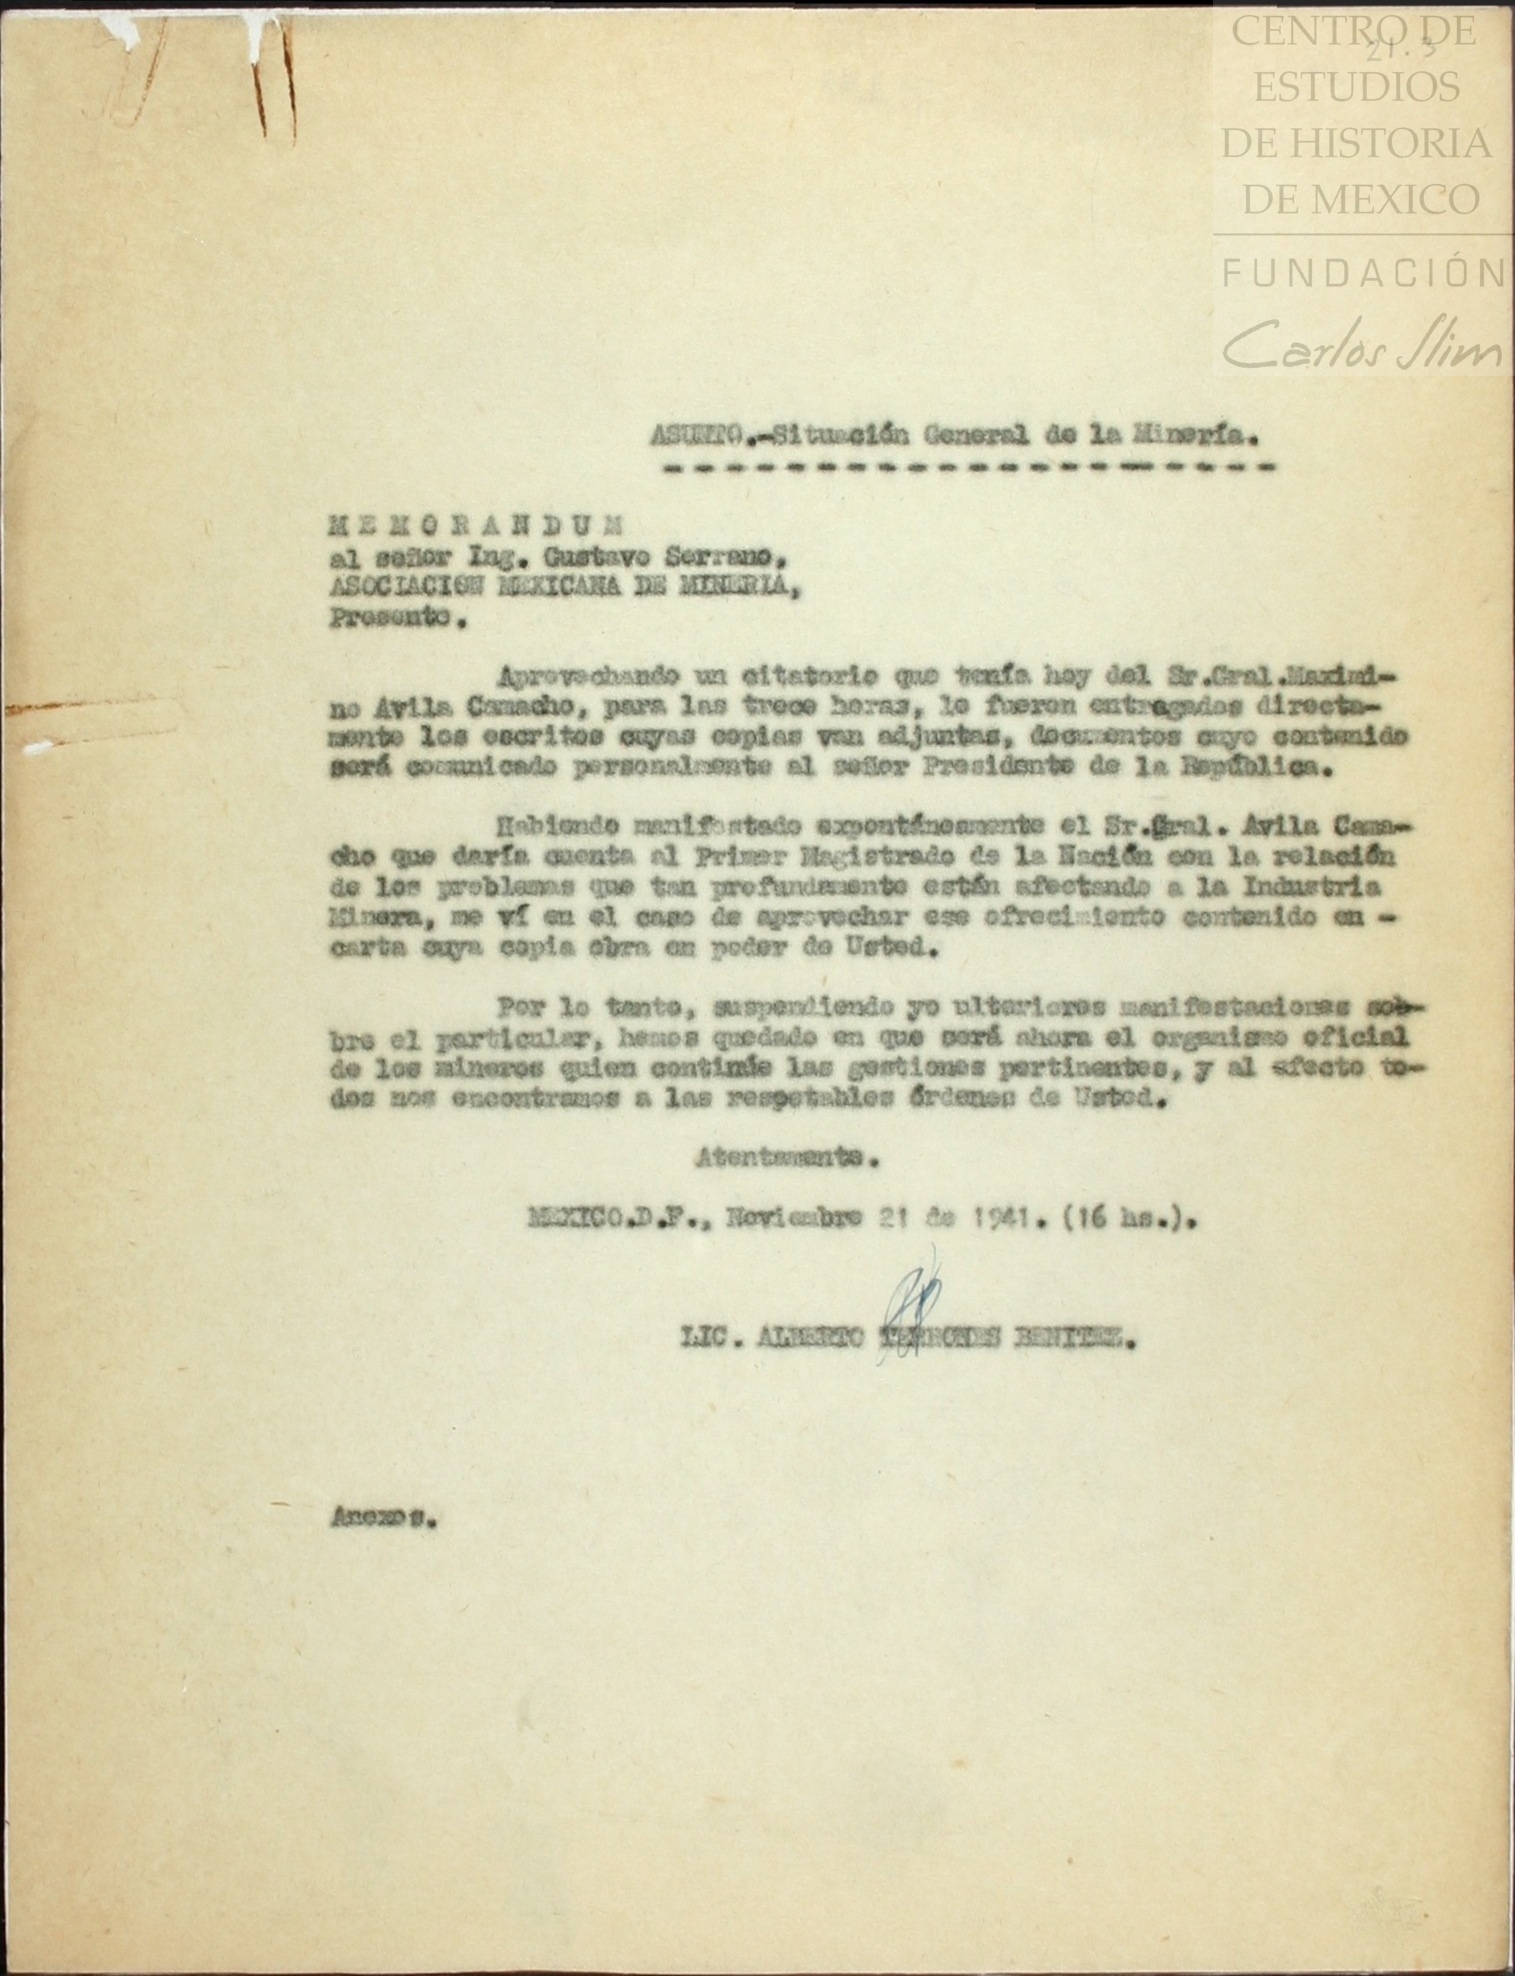 CENTRO DE
21.3
ESTUDIOS
DE HISTORIA
DE MEXICO
FUNDACIÓN
Carlos Slim
ASUNTO.-Situación General de la Minería.
- - - - - - - - - - - - - - - - - - - -
M E M O R A N D U M
al señor Ing. Gustavo Serrano,
ASOCIACION MEXICANA DE MINERIA,
Presente.
Aprovechando un citatorio que tenía hoy del Sr.Gral.Maximi-
no Avila Camacho, para las trece horas, le fueron entregados directa-
mente los escritos cuyas copias van adjuntas, documentos cuyo contenido
será comunicado personalmente al señor Presidente de la República.
Habiendo manifestado expontáneamente el Sr.Gral. Avila Cama-
cho que daría cuenta al Primer Magistrado de la Nación con la relación
de los problemas que tan profundamente están afectando a la Industria
Minera, me ví en el caso de aprovechar ese ofrecimiento contenido en -
carta cuya copia obra en poder de Usted.
Por lo tanto, suspendiendo yo ulteriores manifestaciones sob-
bre el particular, hemos quedado en que será ahora el organismo oficial
de los mineros quien continúe las gestiones pertinentes, y al efecto to-
dos nos encontramos a las respetables órdenes de Usted.
Atentamente.
MEXICO.D.F., Noviembre 21 de 1941. (16 hs.).
LIC. ALBERTO TERRONES BENITEZ.
Anexos.